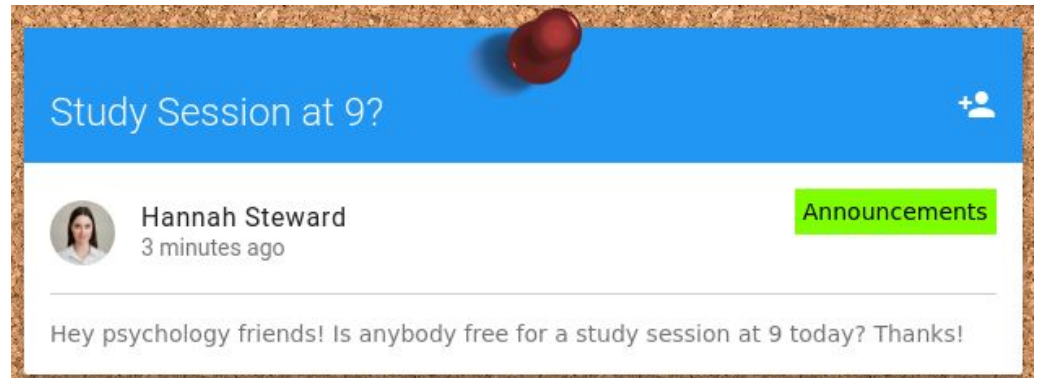 Study Session at 9?
Hannah Steward
Announcements
3 minutes ago
Hey psychology friends! Is anybody free for a study session at 9 today? Thanks!